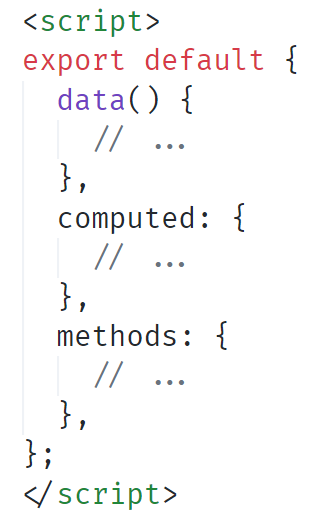 <script>
export default {
  data() {
    // ...
  },
  computed: {
    // ...
  },
  methods: {
    // ...
  },
};
</script>